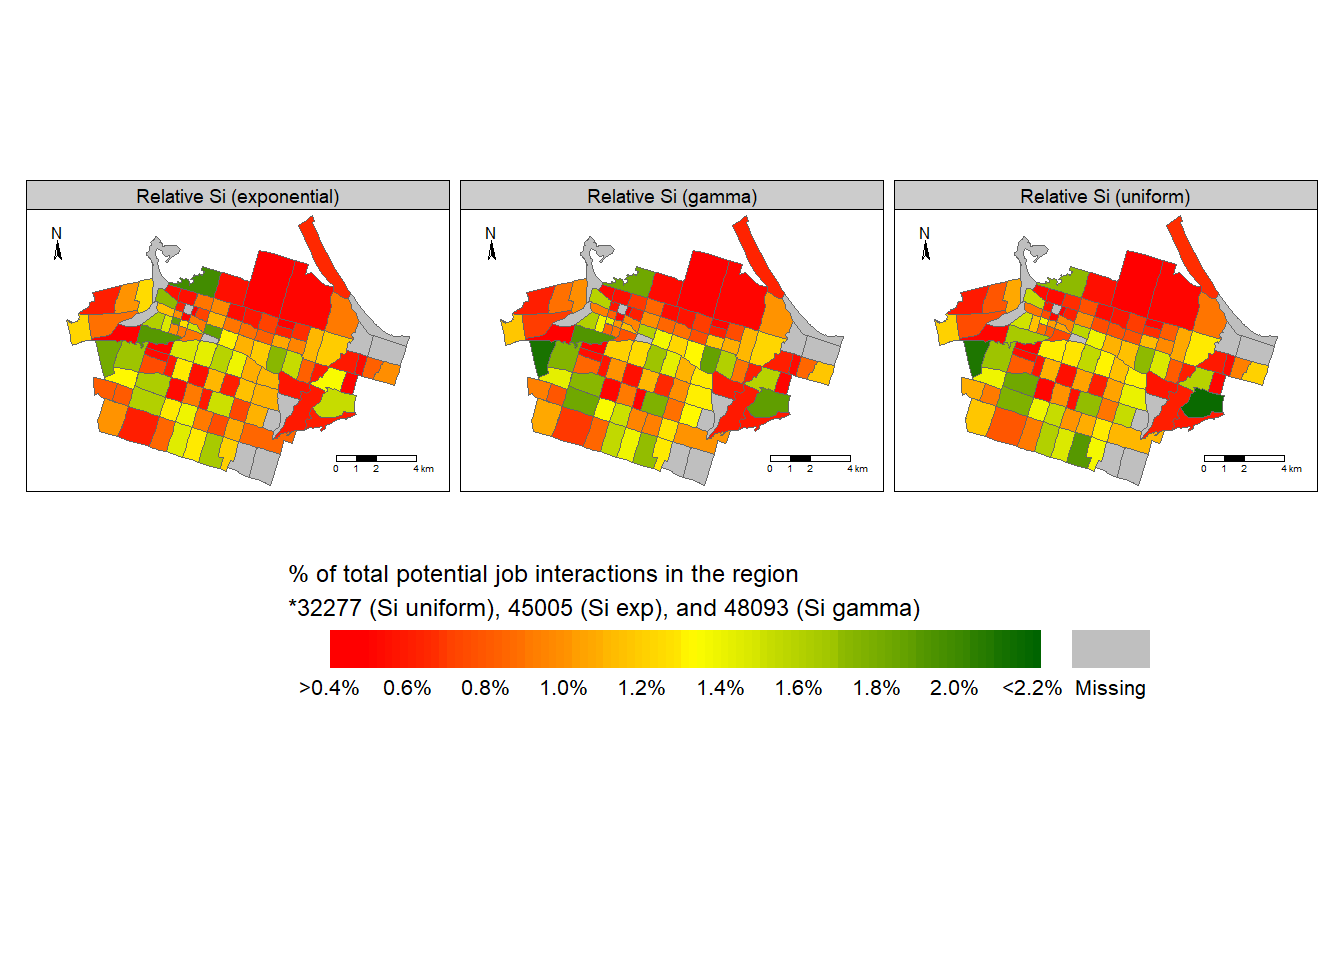 Relative Si (exponential)
Relative Si (gamma)
Relative Si (uniform)
N
N
N
0 1 2 4 km
0 1 2 4 km
0 1 2 4 km
% of total potential job interactions in the region
*32277 (Si uniform), 45005 (Si exp), and 48093 (Si gamma)
>0.4% 0.6% 0.8% 1.0% 1.2% 1.4% 1.6% 1.8% 2.0% <2.2% Missing